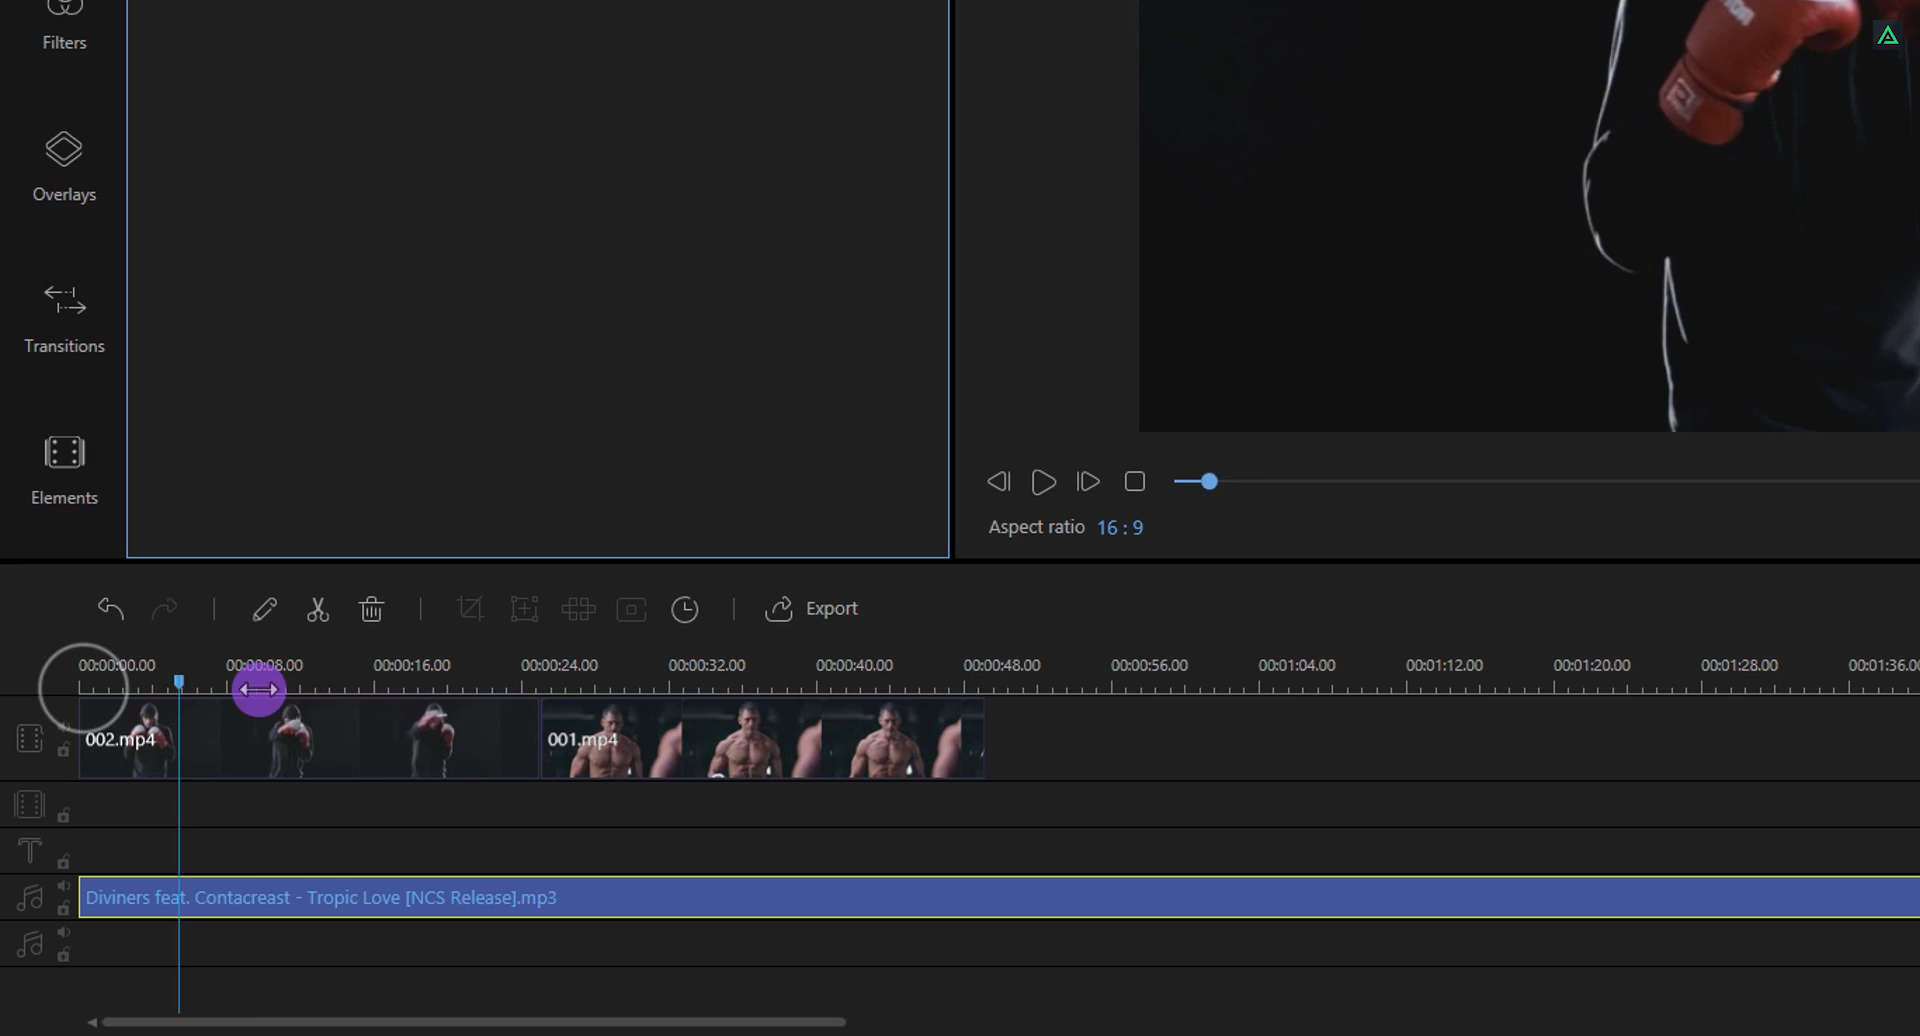 Filters
Overlays
Transitions
Elements
Aspect ratio 16 : 9
Export
00:00:00.00 00:00:08.00 00:00:16.00 00:00:24.00 00:00:32.00 00:00:40.00 00:00:48.00 00:00:56.00 00:01:04.00 00:01:12.00 00:01:20.00 00:01:28.00 00:01:36.00
002.mp4 001.mp4
Diviners feat. Contacreast - Tropic Love [NCS Release].mp3